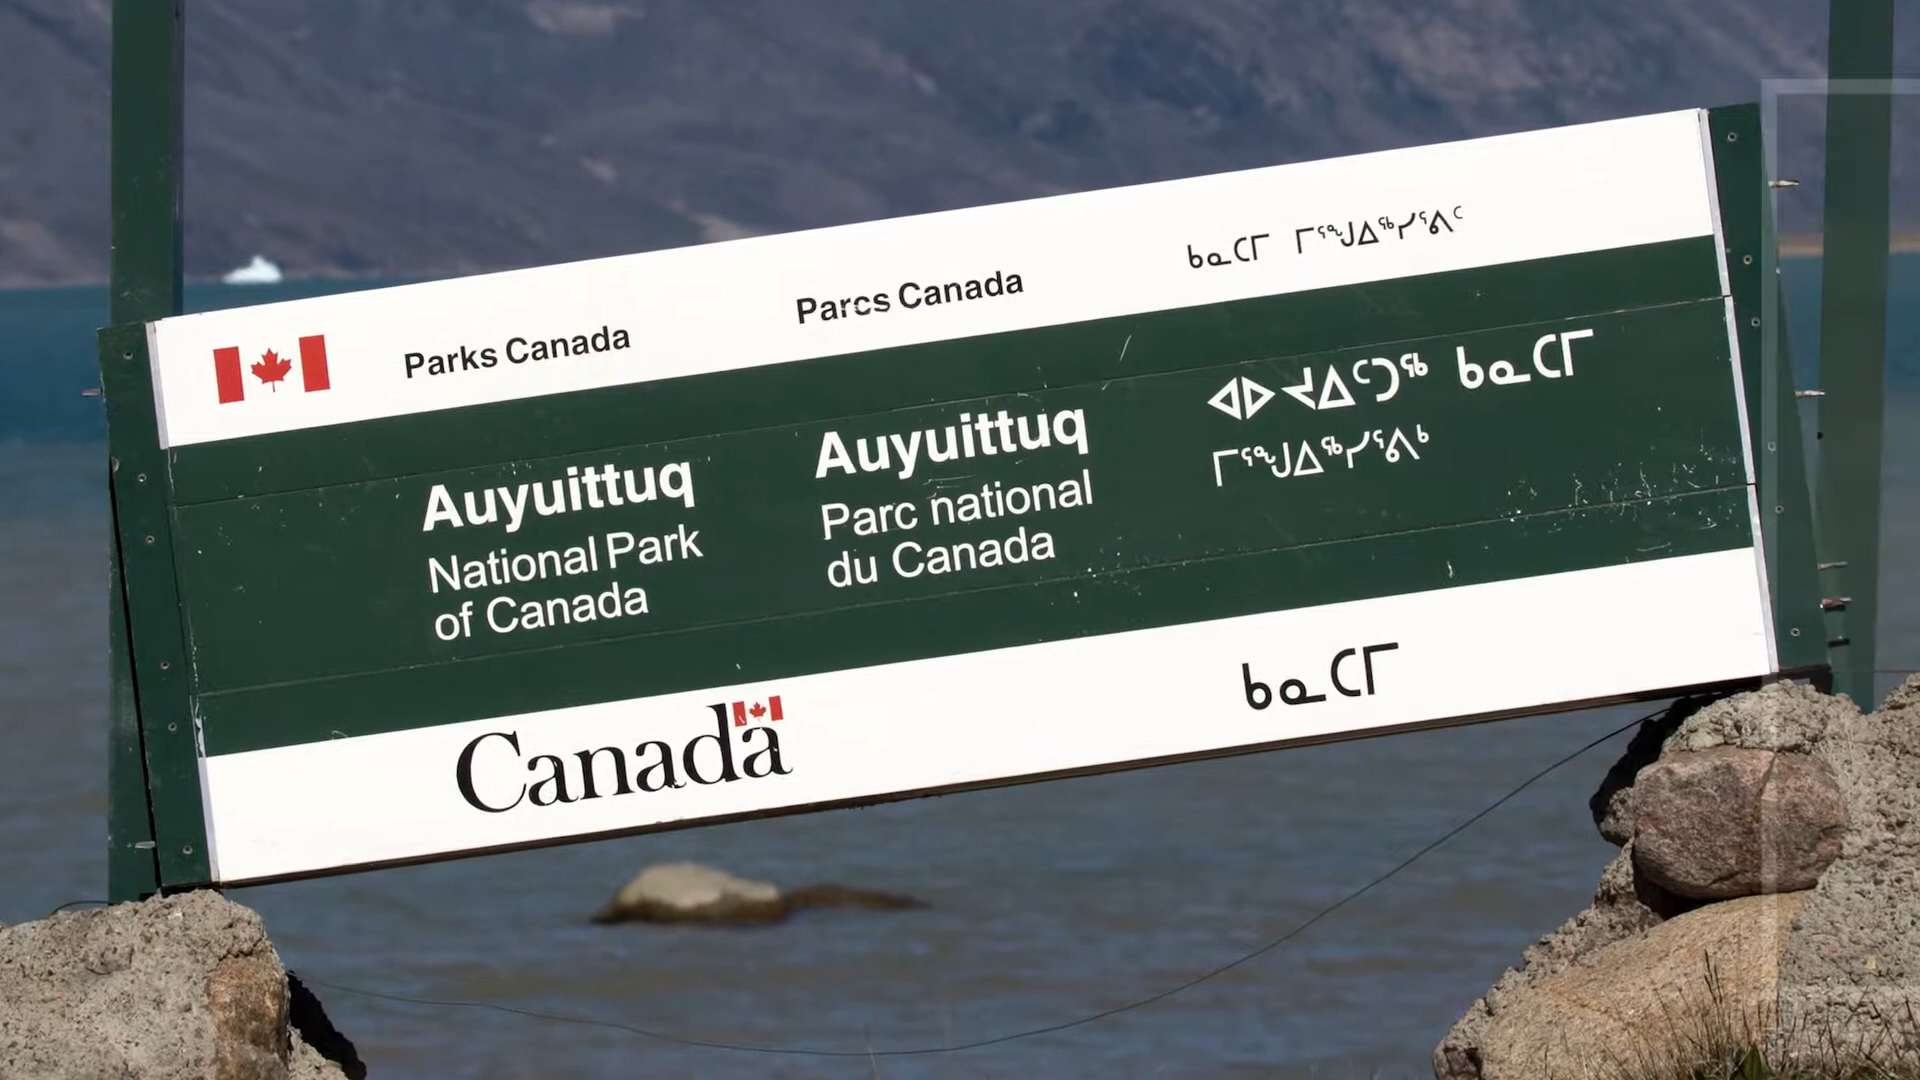 Parks Canada
Parcs Canada
ᑲᓇᑕᒥ ᒥᕐᖑᐃᖅᓯᕐᕕᑦ
Auyuittuq
National Park
of Canada
Auyuittuq
Parc national
du Canada
ᐊᐅᔪᐃᑦᑐᖅ ᑲᓇᑕᒥ
ᒥᕐᖑᐃᖅᓯᕐᕕᒃ
Canada
ᑲᓇᑕᒥ